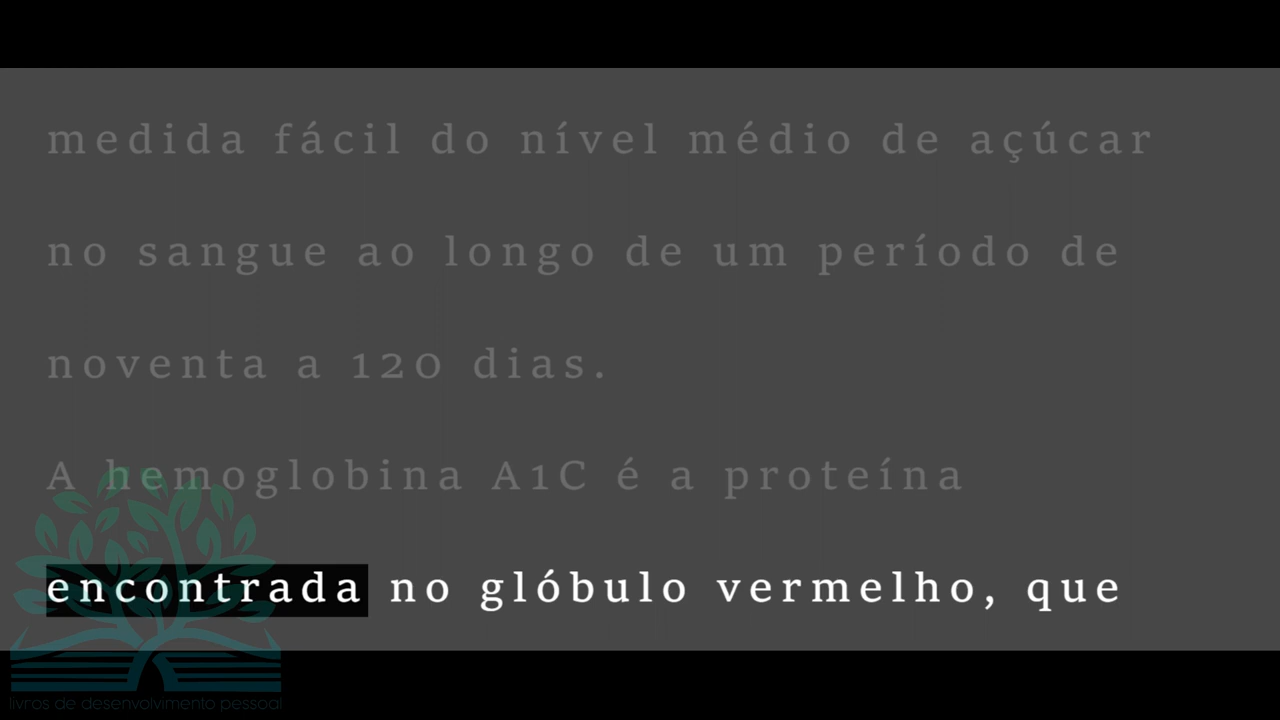 medida fácil do nível médio de açúcar
no sangue ao longo de um período de
noventa a 120 dias.
A hemoglobina A1C é a proteína
encontrada no glóbulo vermelho, que
livros de desenvolvimento pessoal